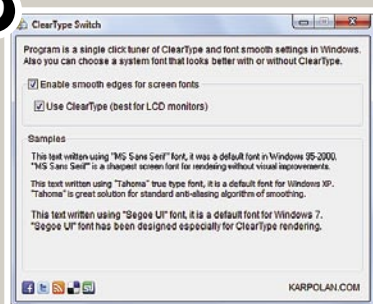 ClearType Switch
Program is a single click tuner of ClearType and font smooth settings in Windows.
Also you can choose a system font that looks better with or without ClearType.
Enable smooth edges for screen fonts
Use ClearType (best for LCD monitors)
Samples
This text written using "MS Sans Serif" font, it was a default font in Windows 95-2000,
"MS Sans Serif" is a sharpest screen font for rendering without visual improvements.
This text written using "Tahoma" true type font, it is a default font for Windows XP.
"Tahoma" is great solution for standard anti-aliasing algorithm of smoothing.
This text written using "Segoe UI" font, it is a default font for Windows 7.
"Segoe UI" font has been designed especially for ClearType rendering.
KARPOLAN.COM